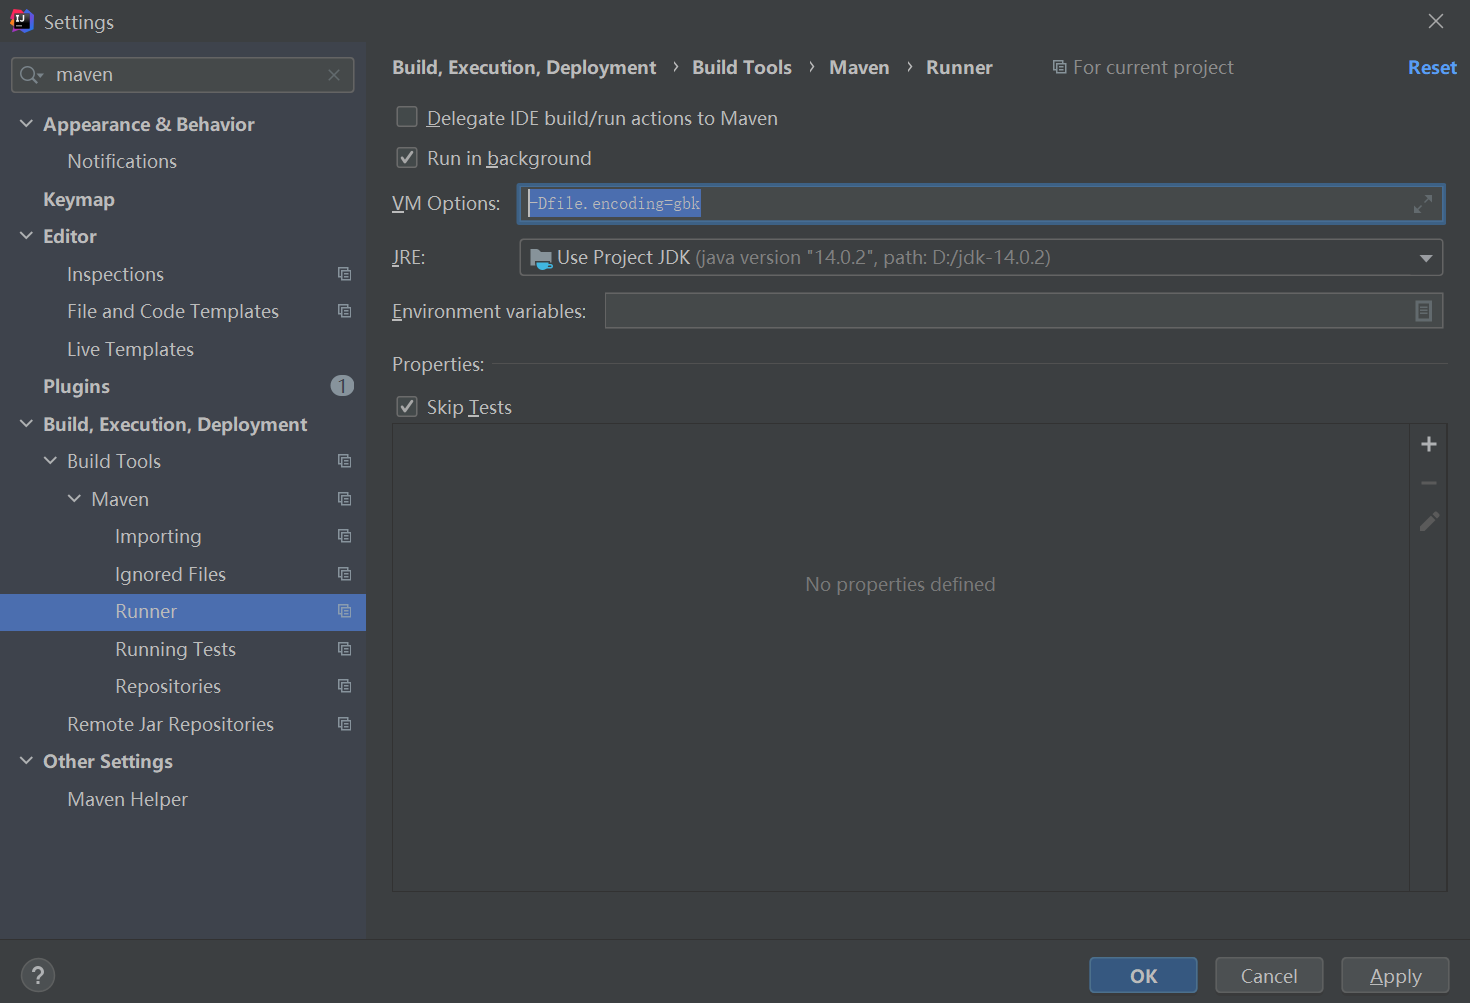 Settings
maven
Appearance & Behavior
Notifications
Keymap
Editor
Inspections
File and Code Templates
Live Templates
Plugins 1
Build, Execution, Deployment
Build Tools
Maven
Importing
Ignored Files
Runner
Running Tests
Repositories
Remote Jar Repositories
Other Settings
Maven Helper
Build, Execution, Deployment › Build Tools › Maven › Runner For current project Reset
Delegate IDE build/run actions to Maven
Run in background
VM Options: -Dfile.encoding=gbk
JRE: Use Project JDK (java version "14.0.2", path: D:/jdk-14.0.2)
Environment variables:
Properties:
Skip Tests
No properties defined
? OK Cancel Apply